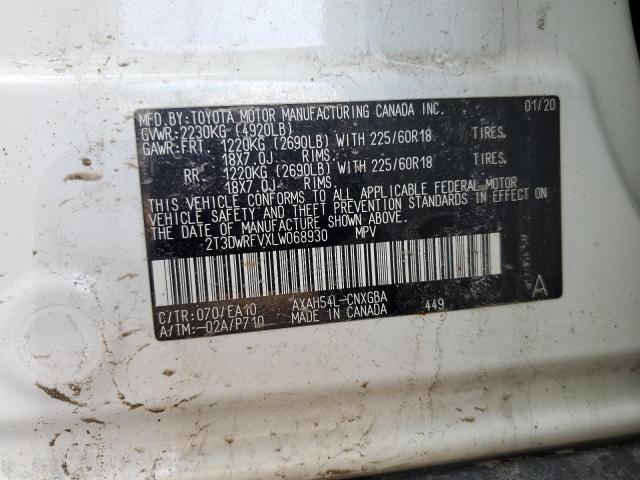 MFD.BY:TOYOTA MOTOR MANUFACTURING CANADA INC. 01/20
GVWR:2230KG (4920LB)
GAWR:FRT. 1220KG (2690LB) WITH 225/60R18 TIRES.
18X7.0J RIMS.
RR 1220KG (2690LB) WITH 225/60R18 TIRES.
18X7.0J RIMS.
THIS VEHICLE CONFORMS TO ALL APPLICABLE FEDERAL MOTOR
VEHICLE SAFETY AND THEFT PREVENTION STANDARDS IN EFFECT ON
THE DATE OF MANUFACTURE SHOWN ABOVE.
2T3DWRFVXLW068930 MPV
C/TR:070/EA10 AXAH54L-CNXGBA A
A/TM:-02A/P710 MADE IN CANADA 449